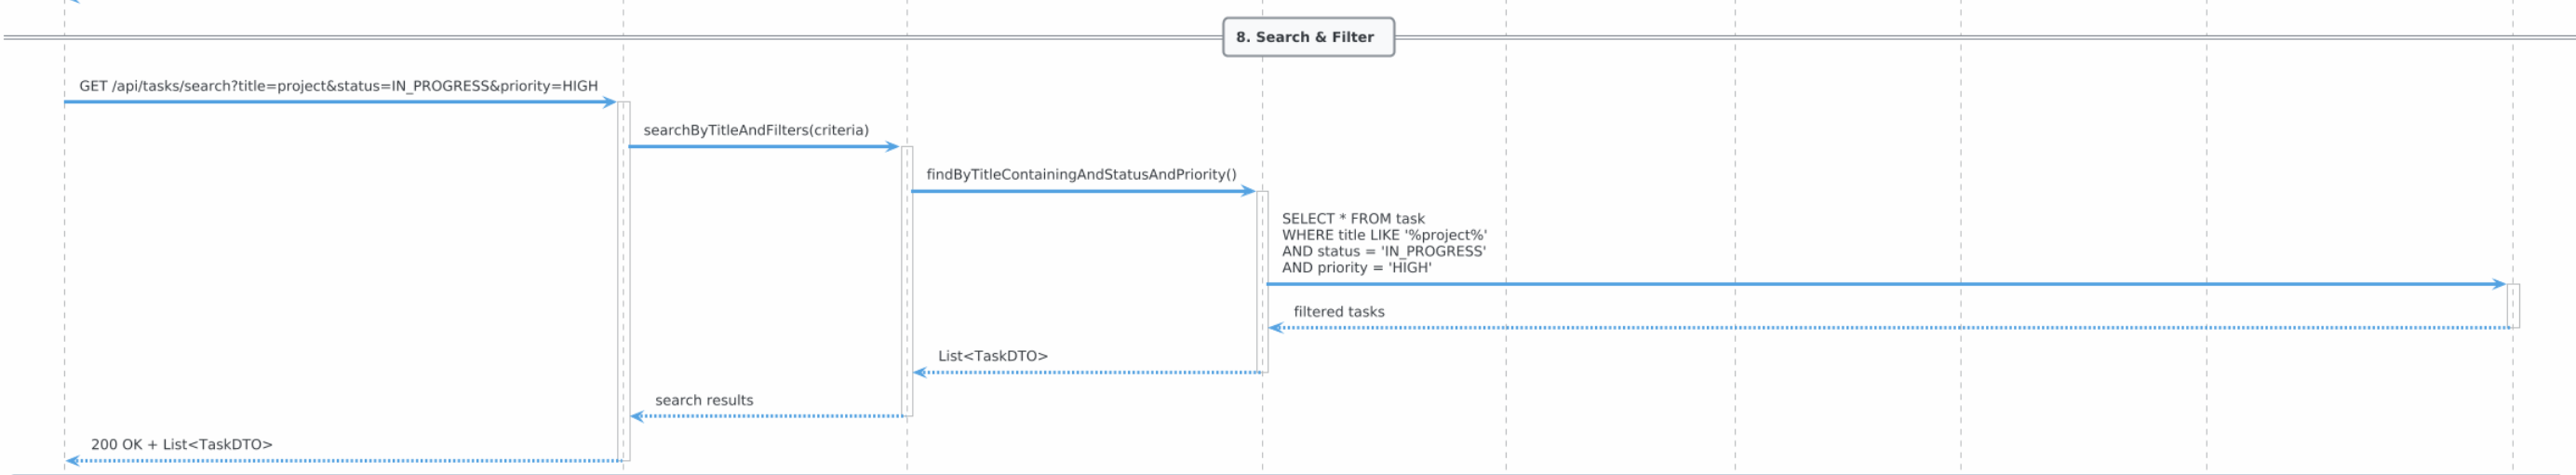 8. Search & Filter
GET /api/tasks/search?title=project&status=IN_PROGRESS&priority=HIGH
searchByTitleAndFilters(criteria)
findByTitleContainingAndStatusAndPriority()
SELECT * FROM task
WHERE title LIKE '%project%'
AND status = 'IN_PROGRESS'
AND priority = 'HIGH'
filtered tasks
List<TaskDTO>
search results
200 OK + List<TaskDTO>